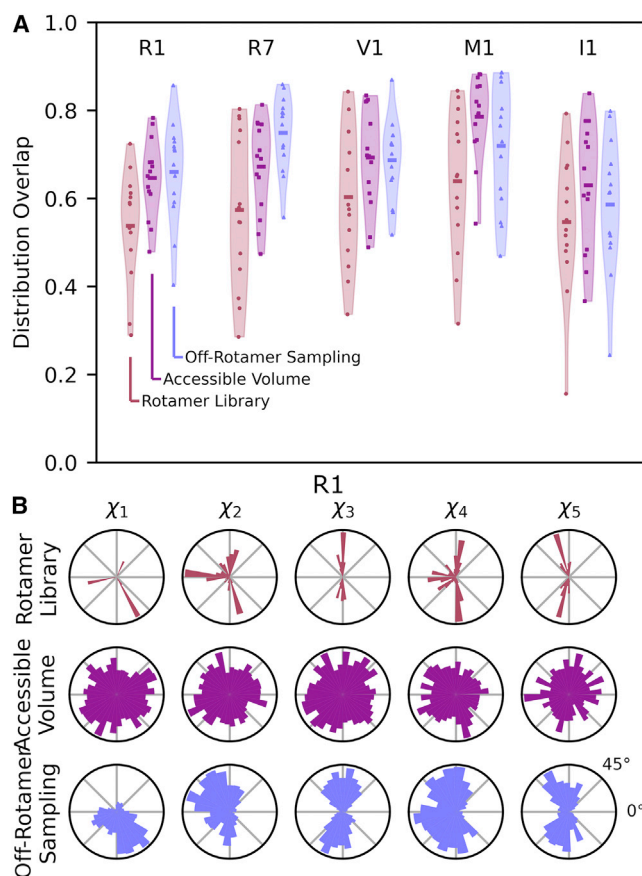 A
1.0
R1 R7 V1 M1 I1
0.8
0.6
0.4
0.2
0.0
Distribution Overlap
Off-Rotamer Sampling
Accessible Volume
Rotamer Library
R1
B
χ1 χ2 χ3 χ4 χ5
Rotamer
Library
Accessible
Volume
Off-Rotamer
Sampling
45°
0°